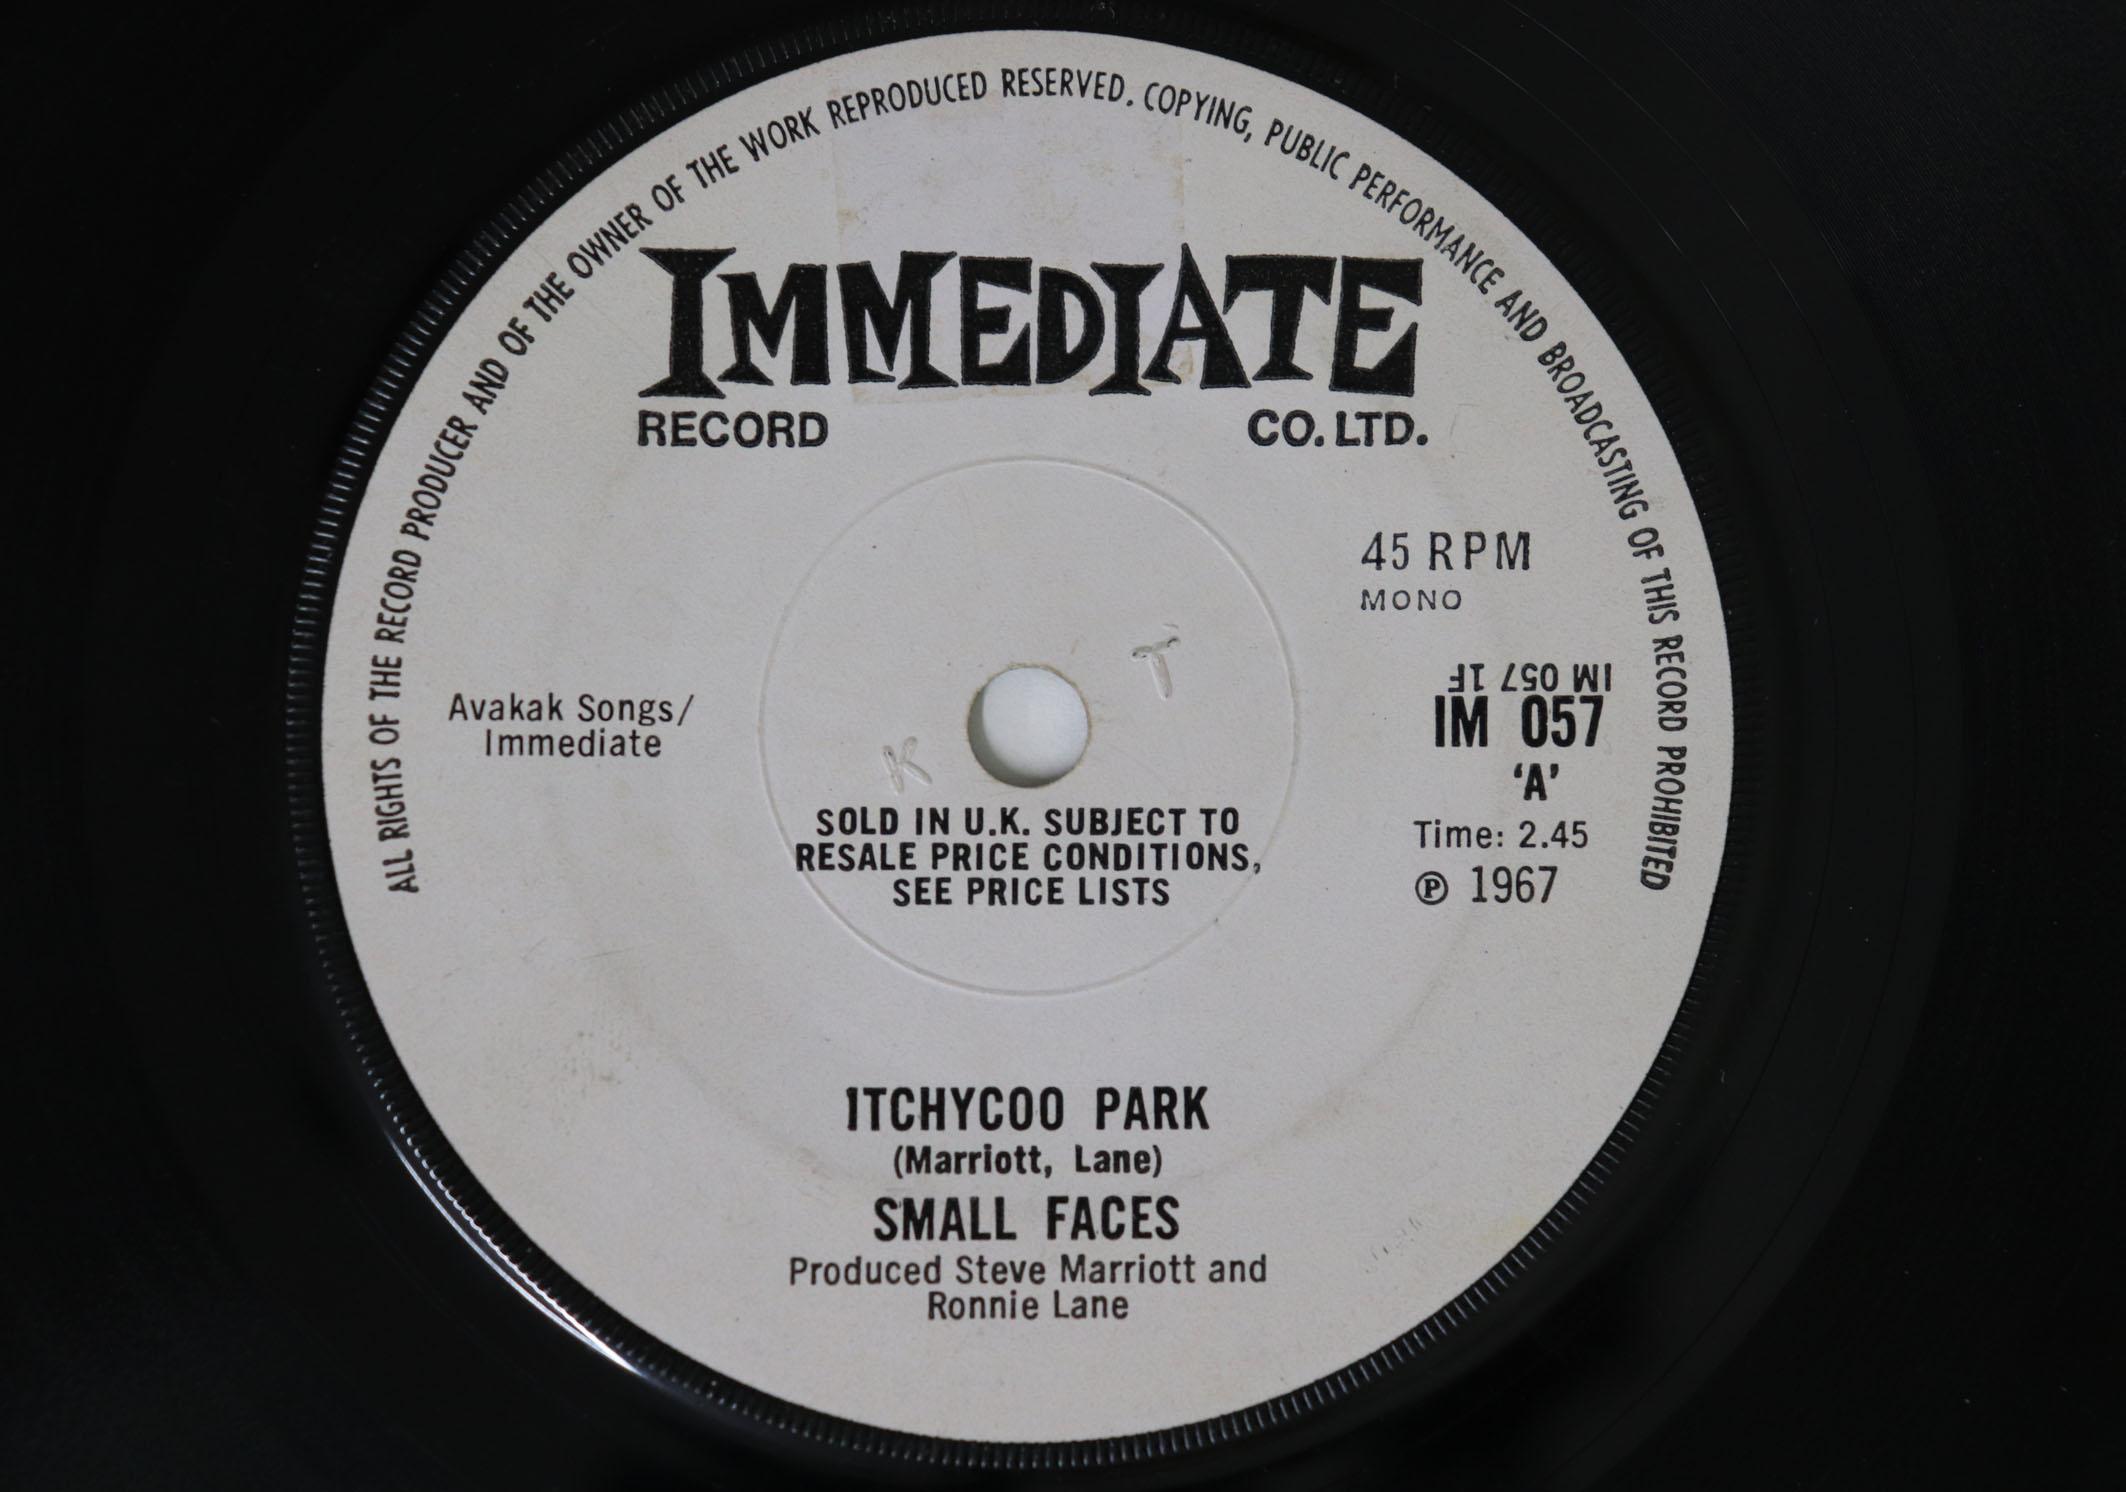 ALL RIGHTS OF THE RECORD PRODUCER AND OF THE OWNER OF THE WORK REPRODUCED RESERVED. COPYING, PUBLIC PERFORMANCE AND BROADCASTING OF THIS RECORD PROHIBITED
IMMEDIATE
RECORD CO. LTD.
45 RPM
MONO
IM 057 1F
IM 057
'A'
Time: 2.45
℗ 1967
Avakak Songs/
Immediate
T
K
SOLD IN U.K. SUBJECT TO
RESALE PRICE CONDITIONS,
SEE PRICE LISTS
ITCHYCOO PARK
(Marriott, Lane)
SMALL FACES
Produced Steve Marriott and
Ronnie Lane